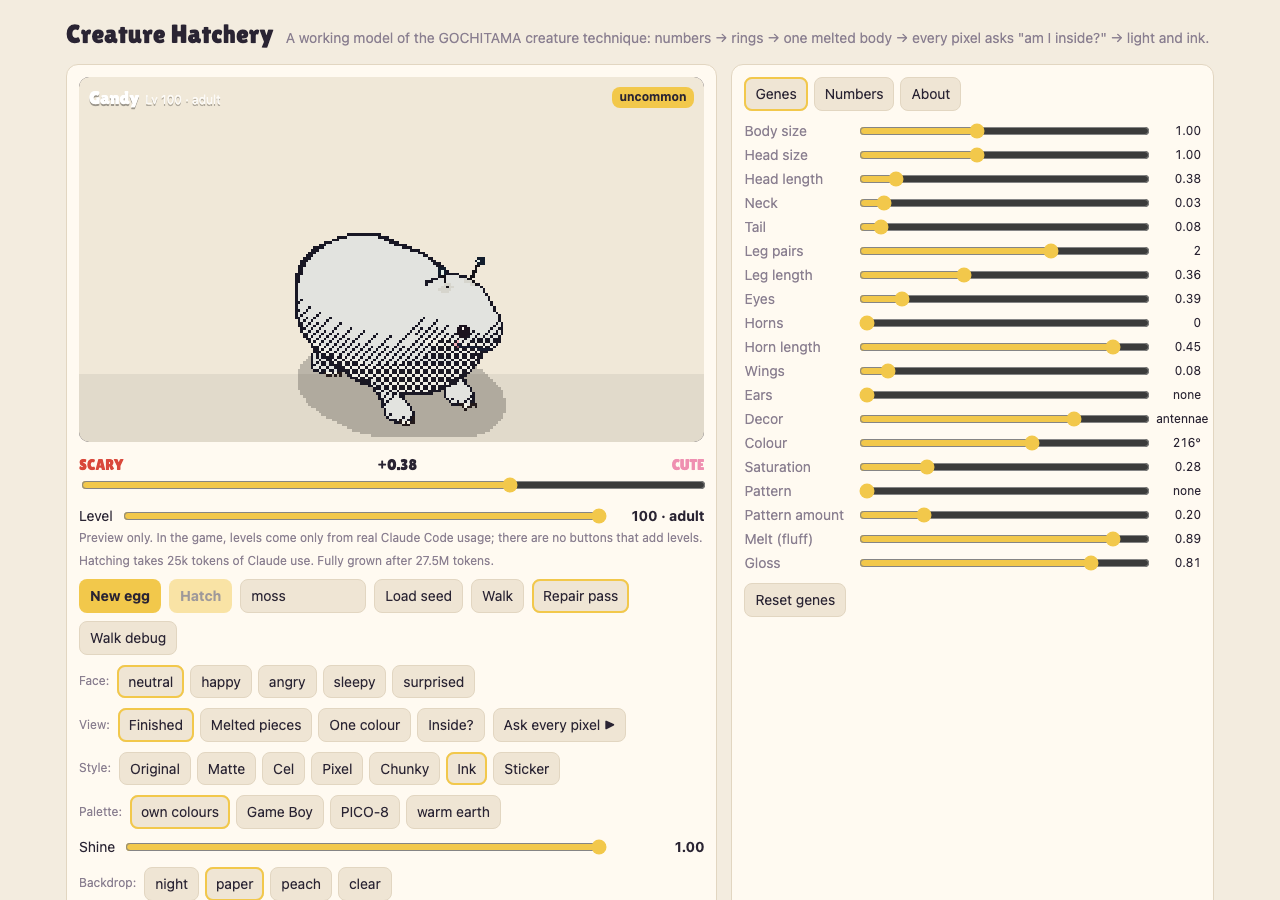 Creature Hatchery A working model of the GOCHITAMA creature technique: numbers → rings → one melted body → every pixel asks "am I inside?" → light and ink.
Candy Lv 100 · adult uncommon
SCARY +0.38 CUTE
Level 100 · adult
Preview only. In the game, levels come only from real Claude Code usage; there are no buttons that add levels.
Hatching takes 25k tokens of Claude use. Fully grown after 27.5M tokens.
New egg Hatch moss Load seed Walk Repair pass
Walk debug
Face: neutral happy angry sleepy surprised
View: Finished Melted pieces One colour Inside? Ask every pixel ▶
Style: Original Matte Cel Pixel Chunky Ink Sticker
Palette: own colours Game Boy PICO-8 warm earth
Shine 1.00
Backdrop: night paper peach clear
Genes Numbers About
Body size 1.00
Head size 1.00
Head length 0.38
Neck 0.03
Tail 0.08
Leg pairs 2
Leg length 0.36
Eyes 0.39
Horns 0
Horn length 0.45
Wings 0.08
Ears none
Decor antennae
Colour 216°
Saturation 0.28
Pattern none
Pattern amount 0.20
Melt (fluff) 0.89
Gloss 0.81
Reset genes